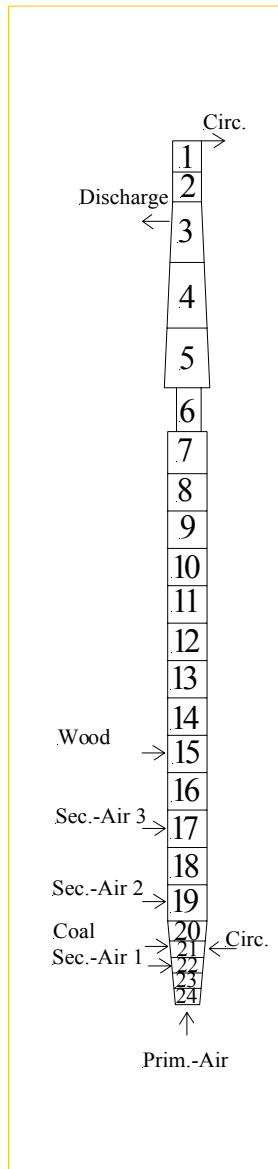 Circ.
1
2
Discharge
3
4
5
6
7
8
9
10
11
12
13
14
Wood
15
16
Sec.-Air 3
17
18
Sec.-Air 2
19
20
Coal
21
Circ.
Sec.-Air 1
22
23
24
Prim.-Air